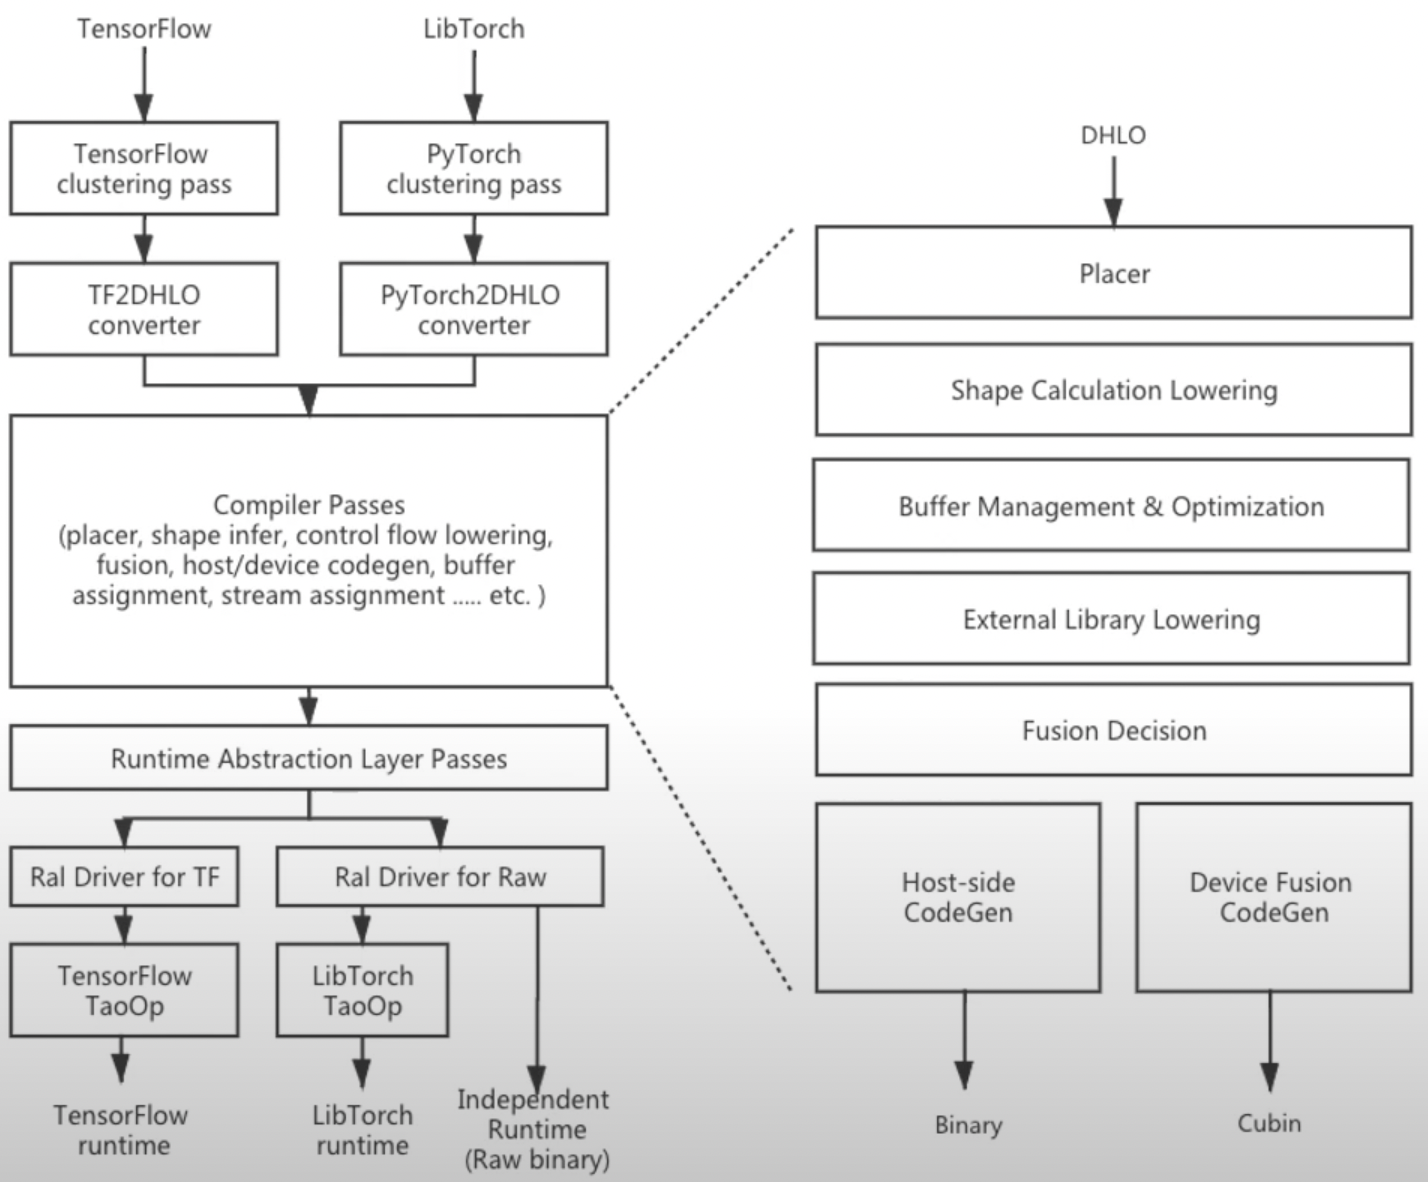 TensorFlow
LibTorch
TensorFlow
clustering pass
PyTorch
clustering pass
TF2DHLO
converter
PyTorch2DHLO
converter
Compiler Passes
(placer, shape infer, control flow lowering,
fusion, host/device codegen, buffer
assignment, stream assignment ..... etc. )
Runtime Abstraction Layer Passes
Ral Driver for TF
Ral Driver for Raw
TensorFlow
TaoOp
LibTorch
TaoOp
TensorFlow
runtime
LibTorch
runtime
Independent
Runtime
(Raw binary)
DHLO
Placer
Shape Calculation Lowering
Buffer Management & Optimization
External Library Lowering
Fusion Decision
Host-side
CodeGen
Device Fusion
CodeGen
Binary
Cubin